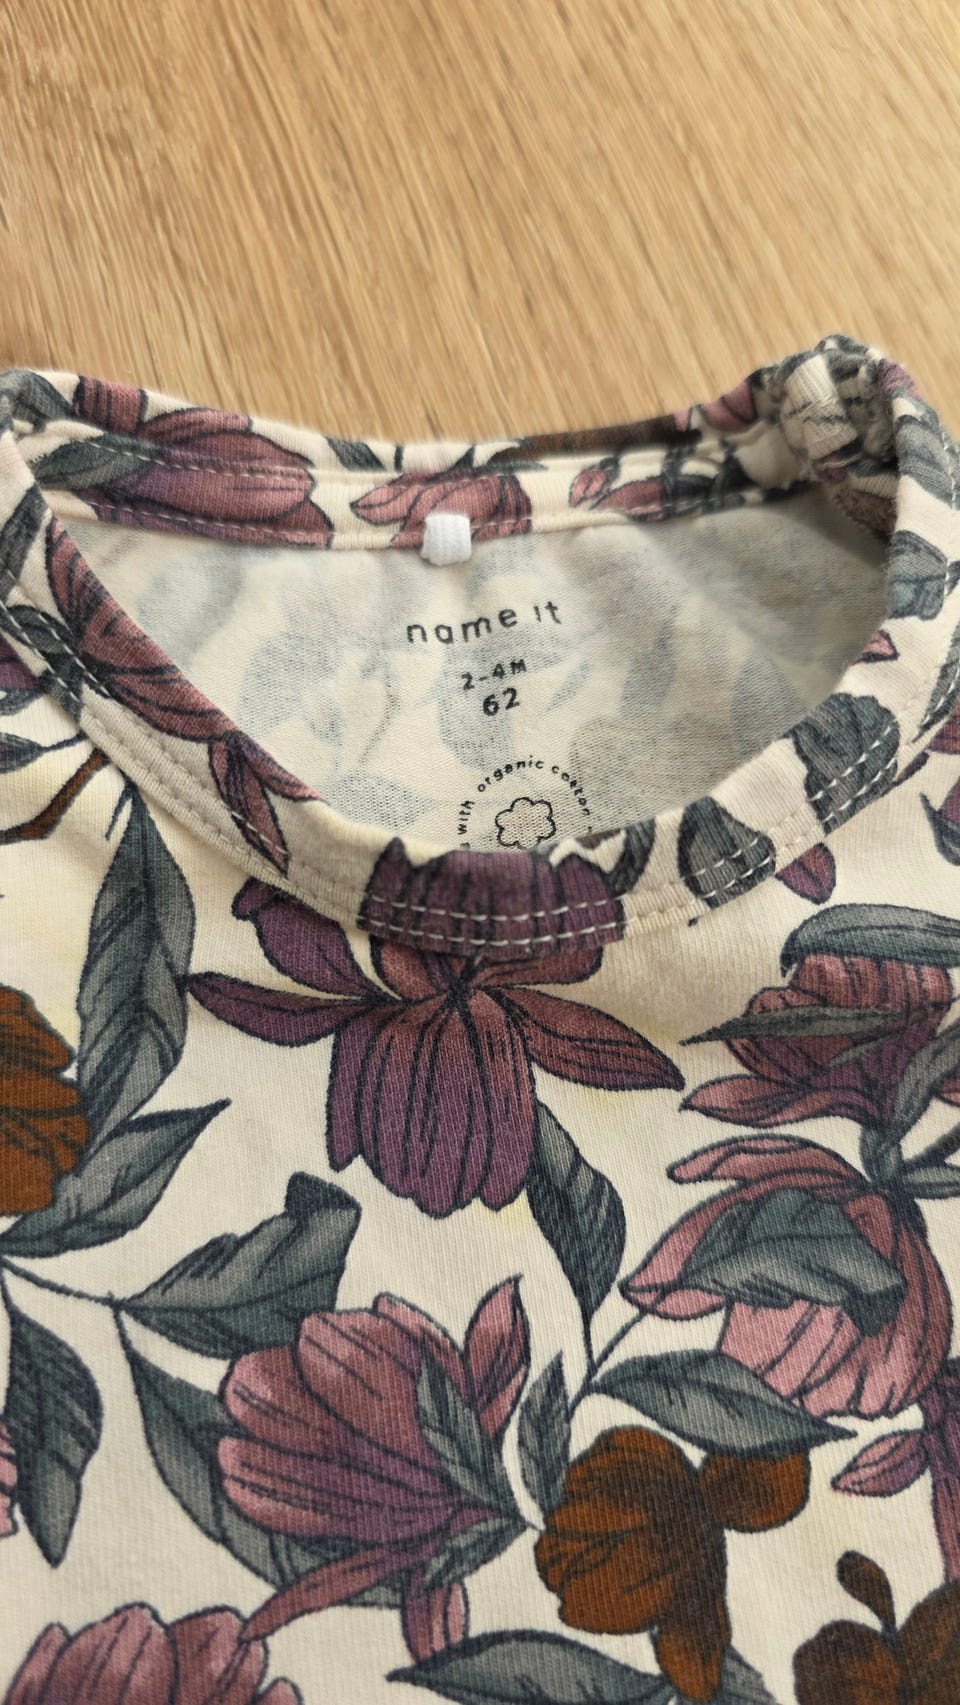 name it
2-4M
62
with organic cotton